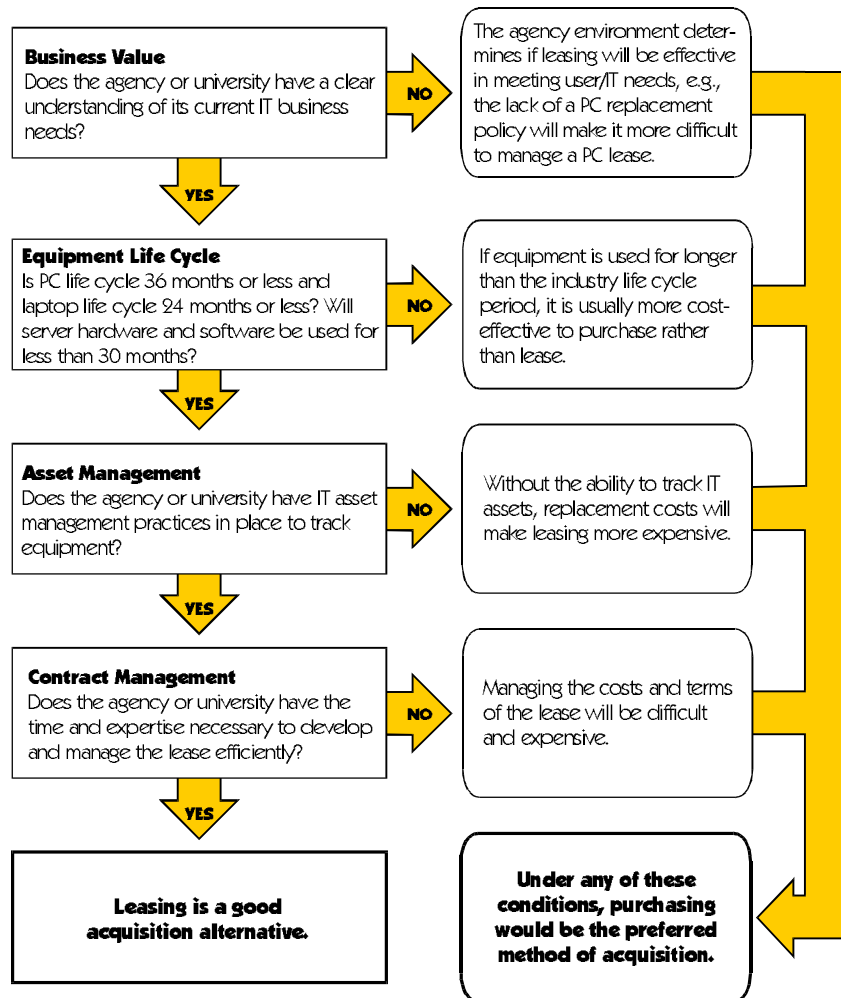 Business Value
Does the agency or university have a clear
understanding of its current IT business
needs?
NO
The agency environment deter-
mines if leasing will be effective
in meeting user/IT needs, e.g.,
the lack of a PC replacement
policy will make it more difficult
to manage a PC lease.
YES
Equipment Life Cycle
Is PC life cycle 36 months or less and
laptop life cycle 24 months or less? Will
server hardware and software be used for
less than 30 months?
NO
If equipment is used for longer
than the industry life cycle
period, it is usually more cost-
effective to purchase rather
than lease.
YES
Asset Management
Does the agency or university have IT asset
management practices in place to track
equipment?
NO
Without the ability to track IT
assets, replacement costs will
make leasing more expensive.
YES
Contract Management
Does the agency or university have the
time and expertise necessary to develop
and manage the lease efficiently?
NO
Managing the costs and terms
of the lease will be difficult
and expensive.
YES
Leasing is a good
acquisition alternative.
Under any of these
conditions, purchasing
would be the preferred
method of acquisition.